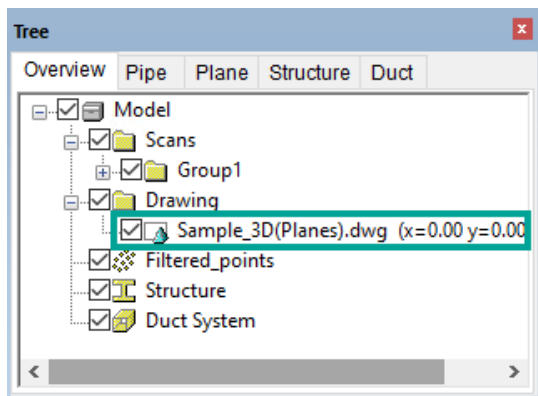 Tree
Overview Pipe Plane Structure Duct
Model
Scans
Group1
Drawing
Sample_3D(Planes).dwg (x=0.00 y=0.00
Filtered_points
Structure
Duct System